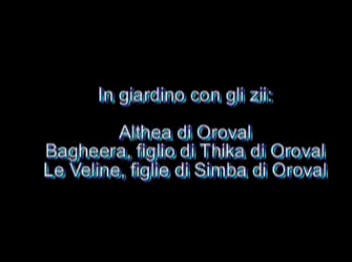 In giardino con gli zii:
Althea di Oroval
Bagheera, figlio di Thika di Oroval
Le Veline, figlie di Simba di Oroval